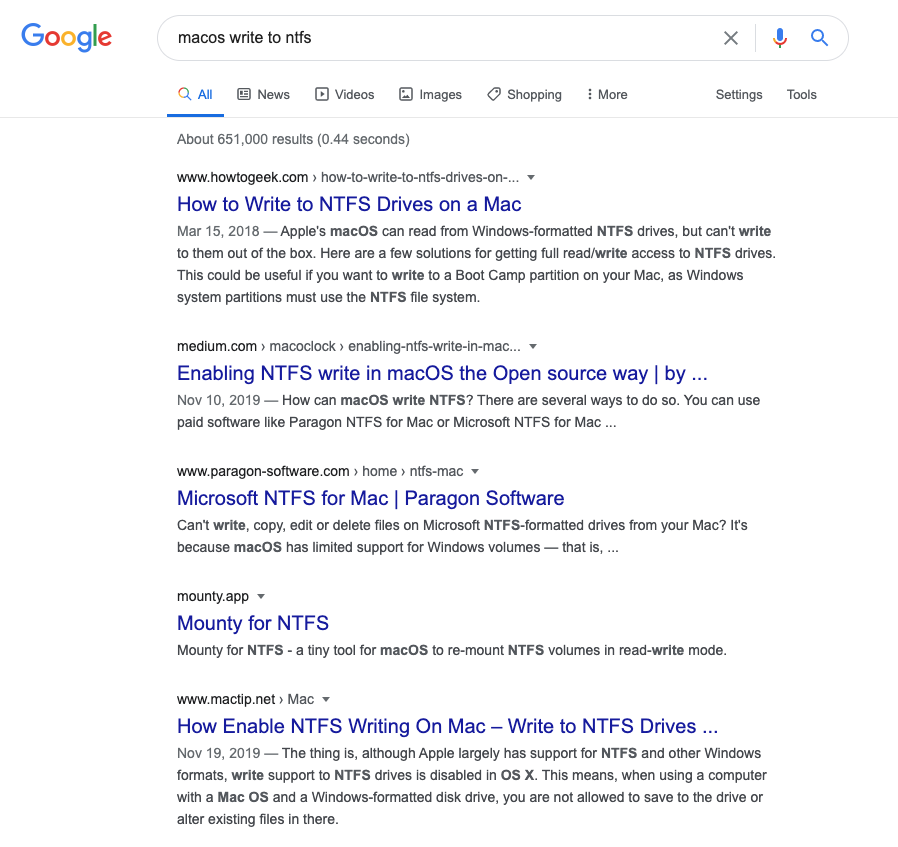 Google
macos write to ntfs
All News Videos Images Shopping More Settings Tools
About 651,000 results (0.44 seconds)
www.howtogeek.com › how-to-write-to-ntfs-drives-on-...
How to Write to NTFS Drives on a Mac
Mar 15, 2018 — Apple's macOS can read from Windows-formatted NTFS drives, but can't write
to them out of the box. Here are a few solutions for getting full read/write access to NTFS drives.
This could be useful if you want to write to a Boot Camp partition on your Mac, as Windows
system partitions must use the NTFS file system.
medium.com › macoclock › enabling-ntfs-write-in-mac...
Enabling NTFS write in macOS the Open source way | by ...
Nov 10, 2019 — How can macOS write NTFS? There are several ways to do so. You can use
paid software like Paragon NTFS for Mac or Microsoft NTFS for Mac ...
www.paragon-software.com › home › ntfs-mac
Microsoft NTFS for Mac | Paragon Software
Can't write, copy, edit or delete files on Microsoft NTFS-formatted drives from your Mac? It's
because macOS has limited support for Windows volumes — that is, ...
mounty.app
Mounty for NTFS
Mounty for NTFS - a tiny tool for macOS to re-mount NTFS volumes in read-write mode.
www.mactip.net › Mac
How Enable NTFS Writing On Mac – Write to NTFS Drives ...
Nov 19, 2019 — The thing is, although Apple largely has support for NTFS and other Windows
formats, write support to NTFS drives is disabled in OS X. This means, when using a computer
with a Mac OS and a Windows-formatted disk drive, you are not allowed to save to the drive or
alter existing files in there.